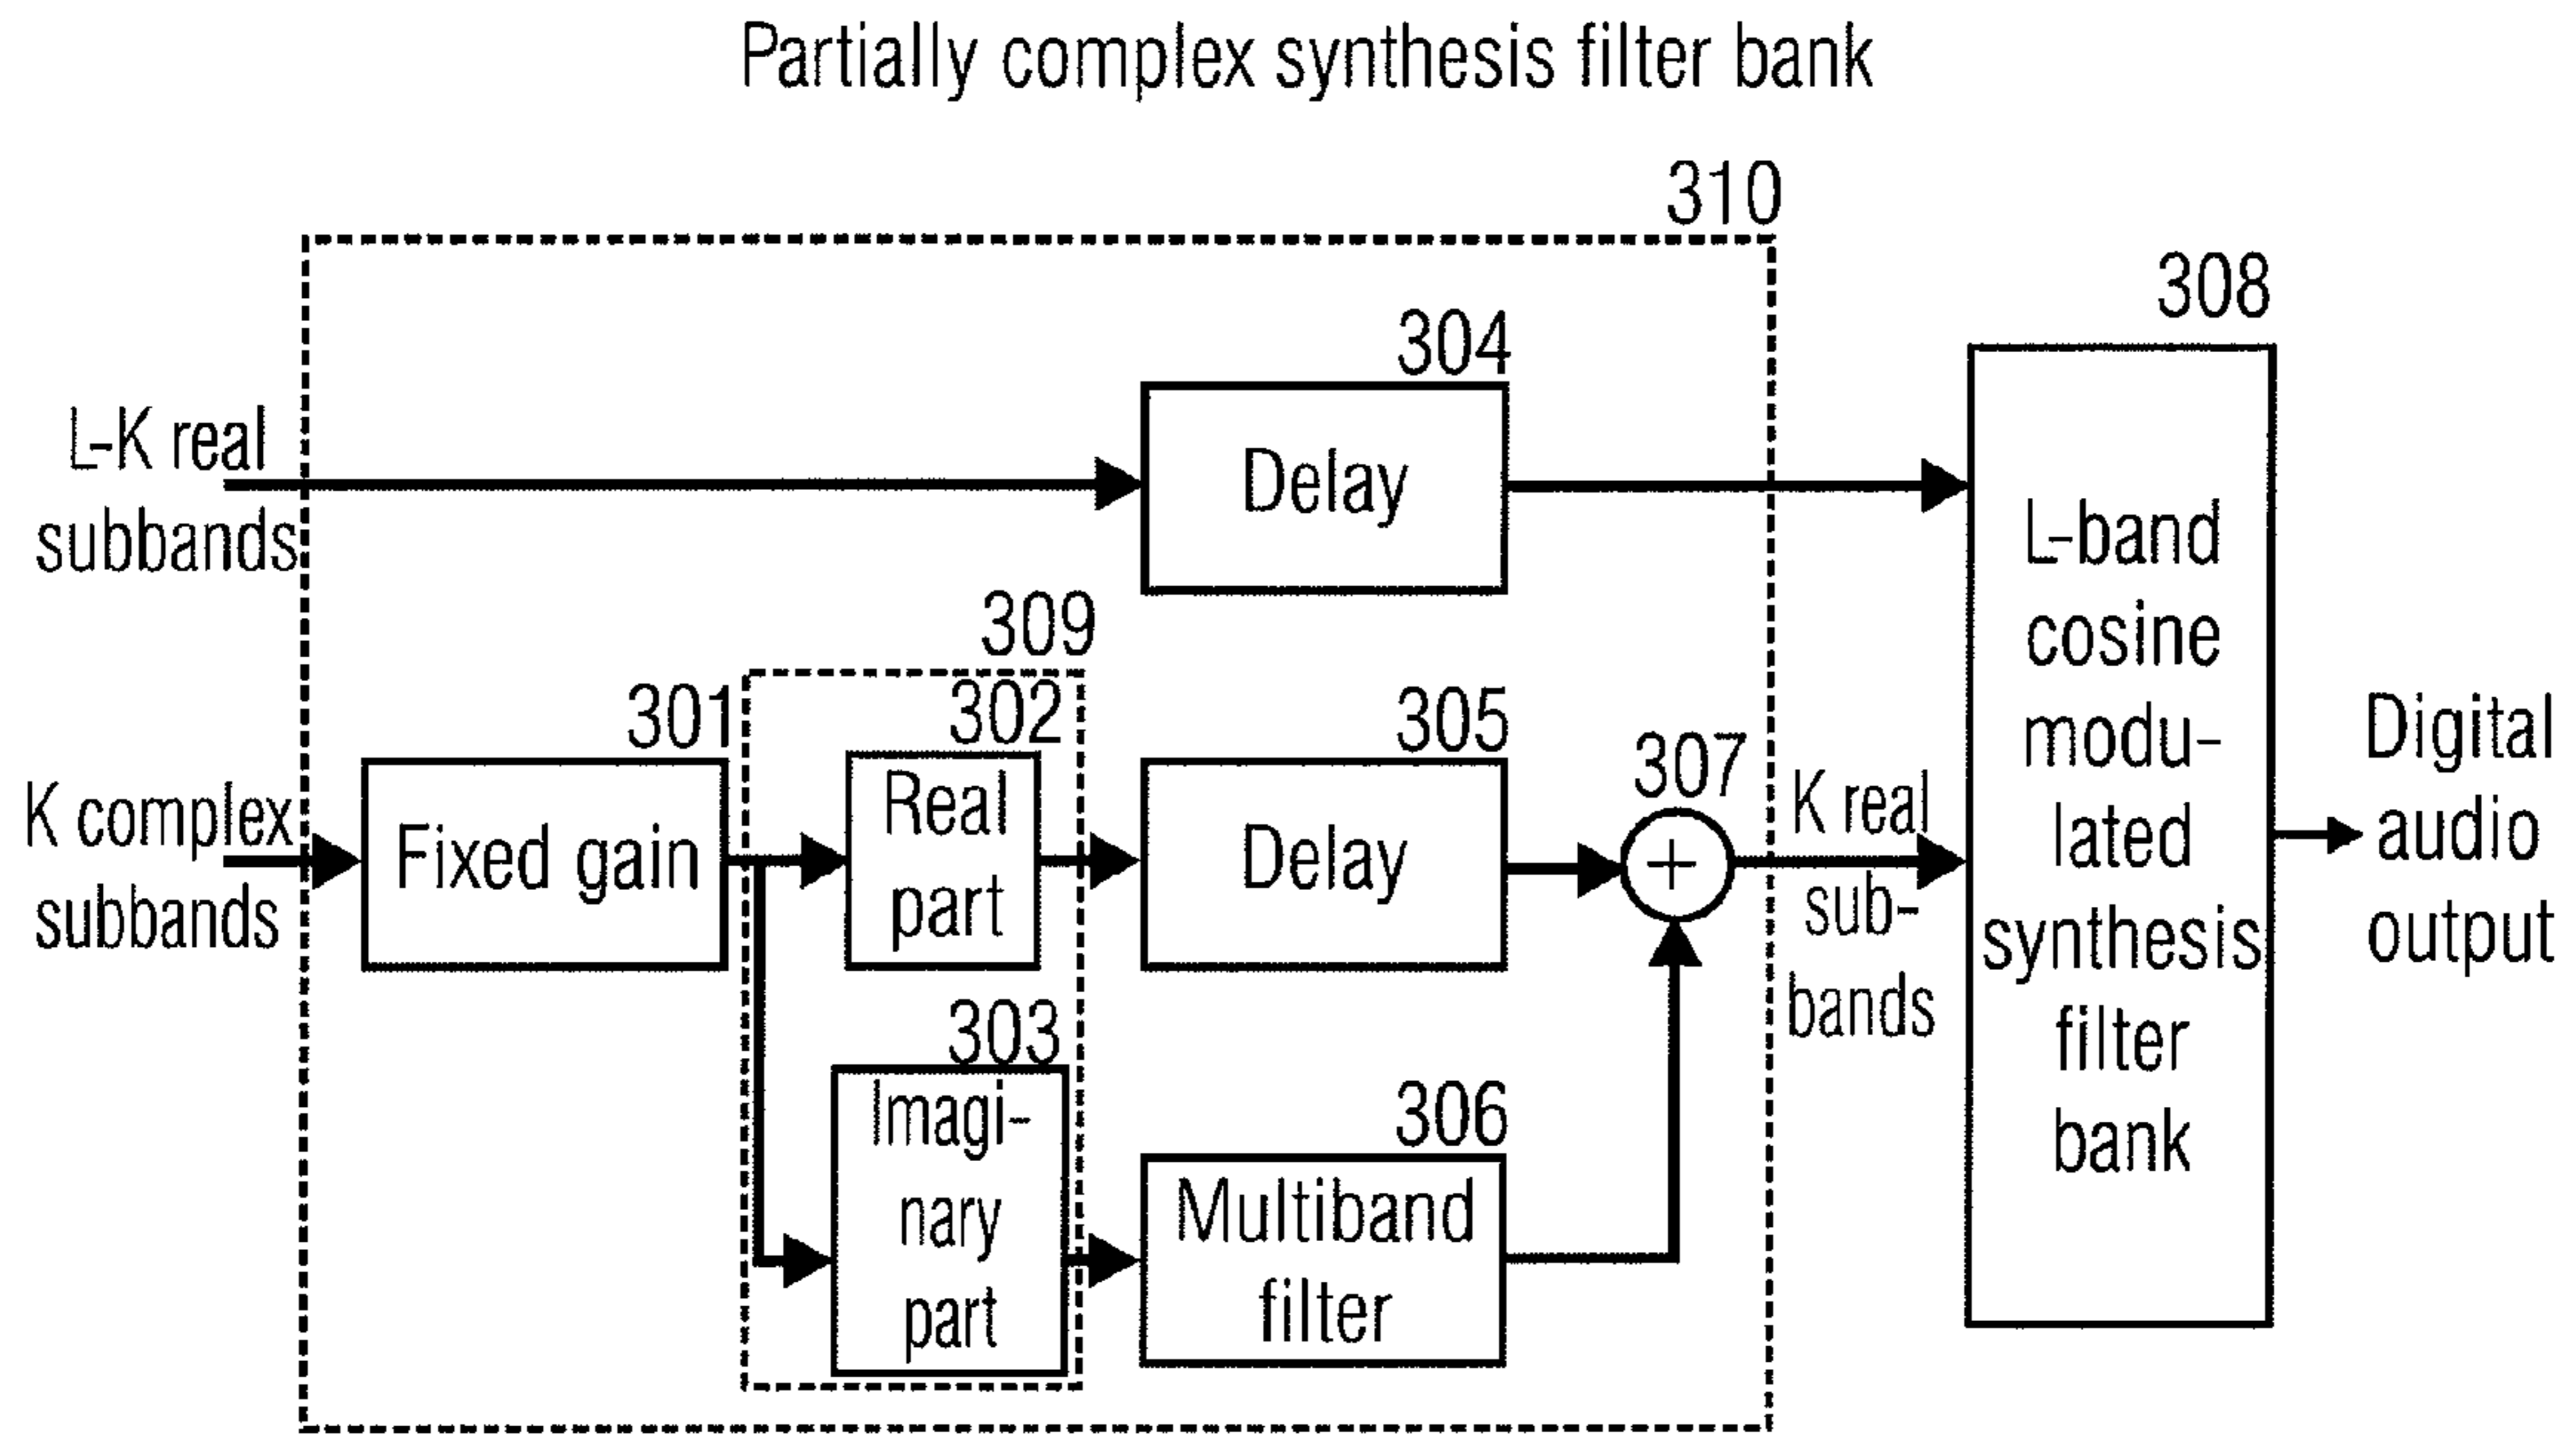 Partially complex synthesis filter bank
310
308
304
L-K real
subbands
Delay
309
301
302
305
307
K complex
subbands
Fixed gain
Real
part
Delay
+
K real
sub-
bands
303
Imagi-
nary
part
306
Multiband
filter
L-band
cosine
modu-
lated
synthesis
filter
bank
Digital
audio
output